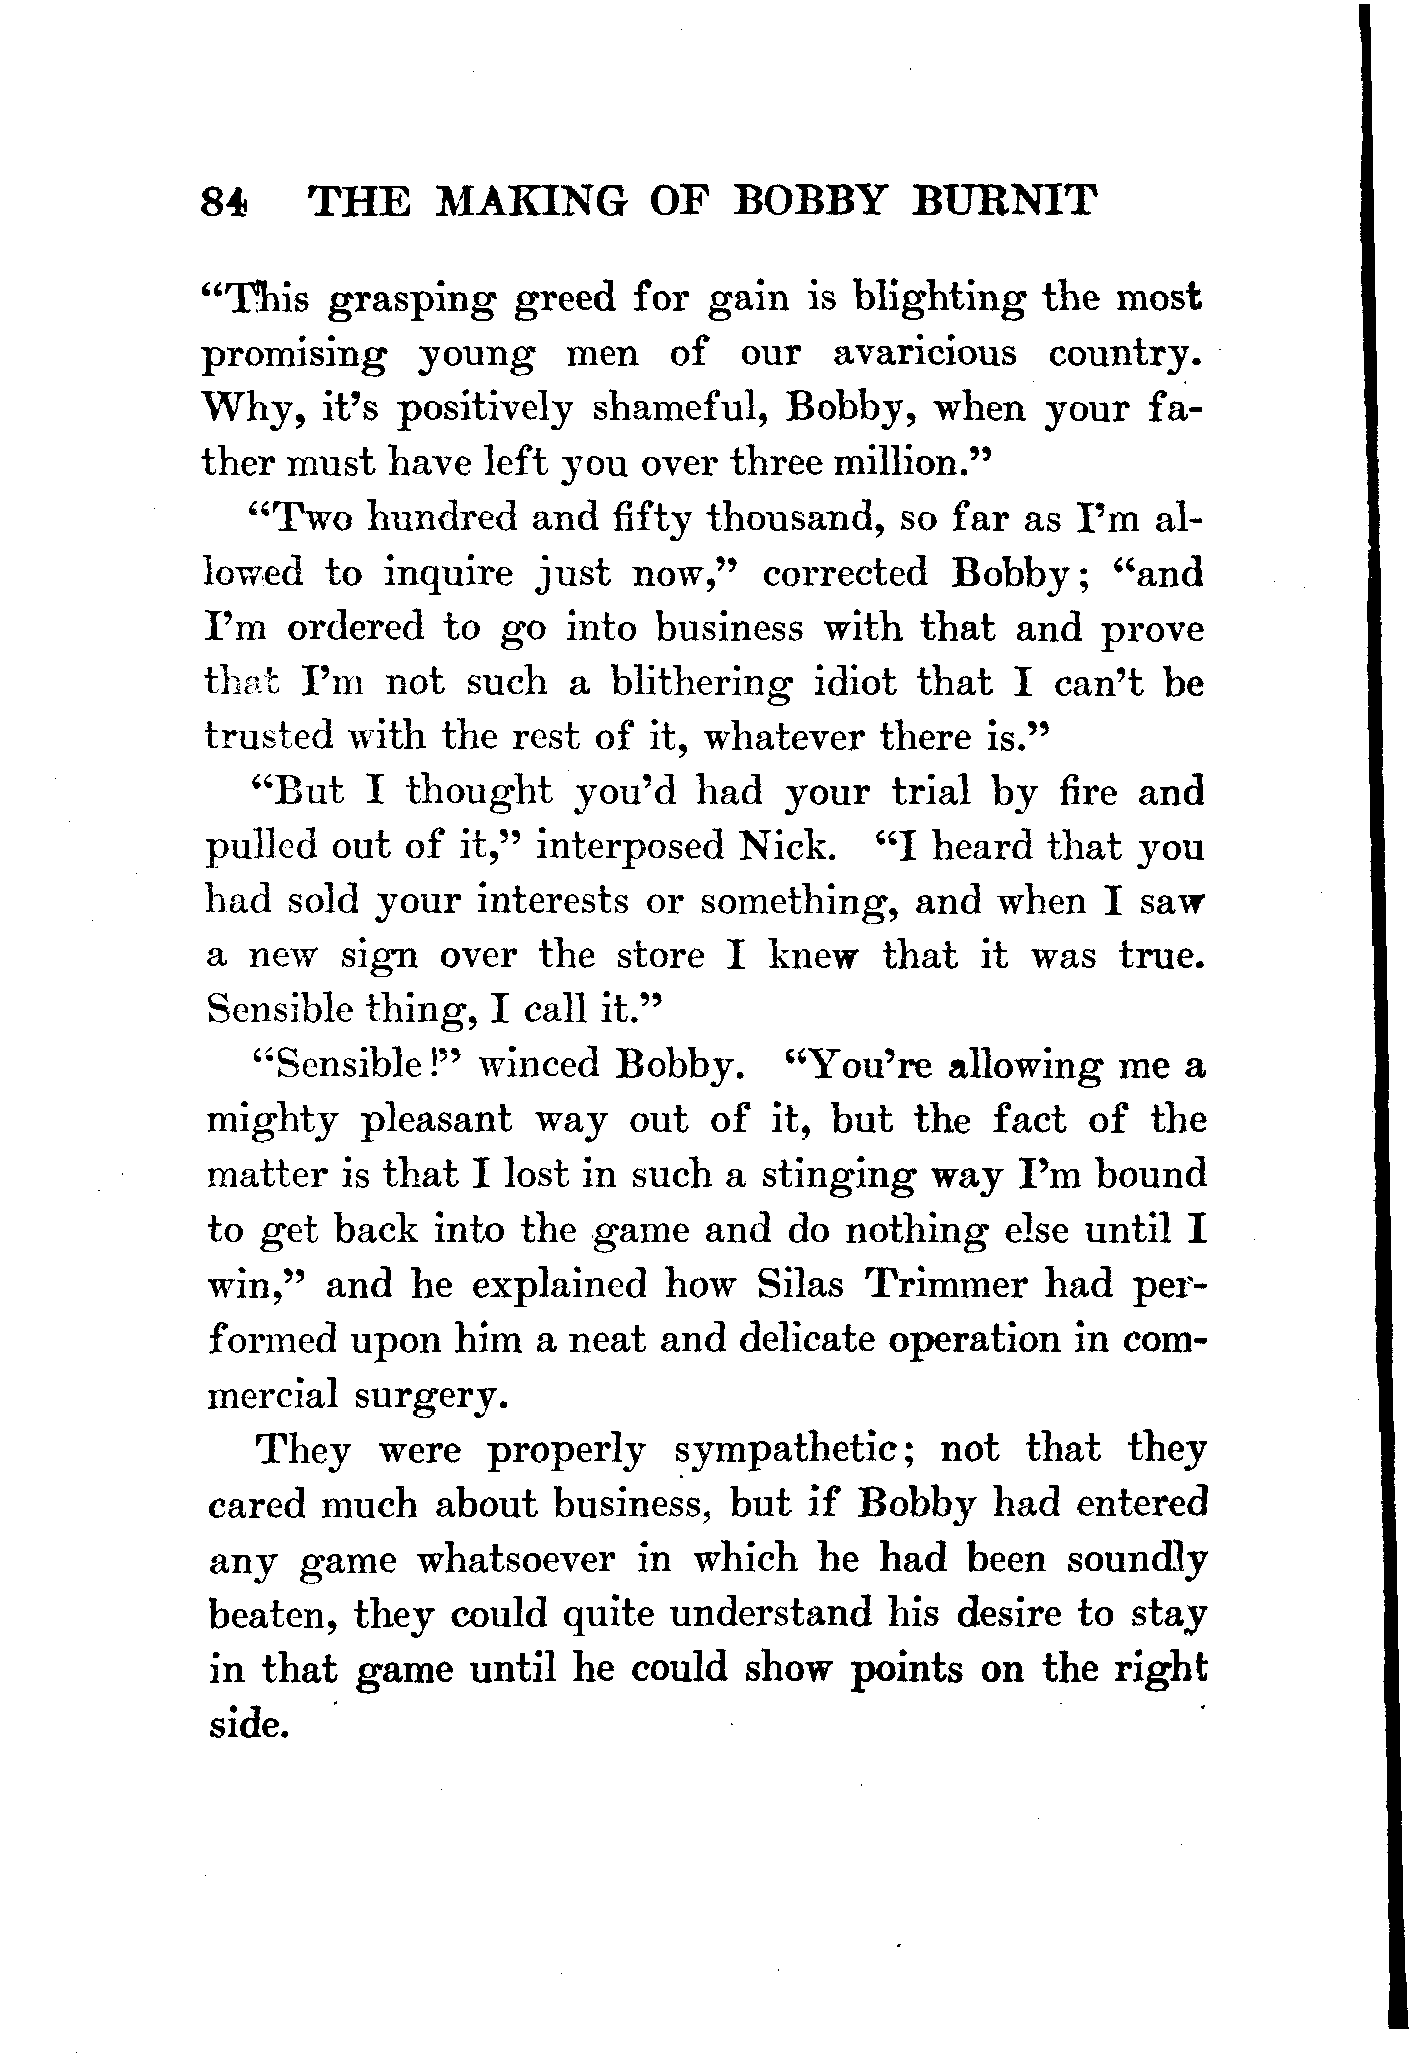 84 THE MAKING OF BOBBY BURNIT
“This grasping greed for gain is blighting the most
promising young men of our avaricious country.
Why, it’s positively shameful, Bobby, when your fa-
ther must have left you over three million.”
“Two hundred and fifty thousand, so far as I’m al-
lowed to inquire just now,” corrected Bobby; “and
I’m ordered to go into business with that and prove
that I’m not such a blithering idiot that I can’t be
trusted with the rest of it, whatever there is.”
“But I thought you’d had your trial by fire and
pulled out of it,” interposed Nick. “I heard that you
had sold your interests or something, and when I saw
a new sign over the store I knew that it was true.
Sensible thing, I call it.”
“Sensible!” winced Bobby. “You’re allowing me a
mighty pleasant way out of it, but the fact of the
matter is that I lost in such a stinging way I’m bound
to get back into the game and do nothing else until I
win,” and he explained how Silas Trimmer had per-
formed upon him a neat and delicate operation in com-
mercial surgery.
They were properly sympathetic; not that they
cared much about business, but if Bobby had entered
any game whatsoever in which he had been soundly
beaten, they could quite understand his desire to stay
in that game until he could show points on the right
side.